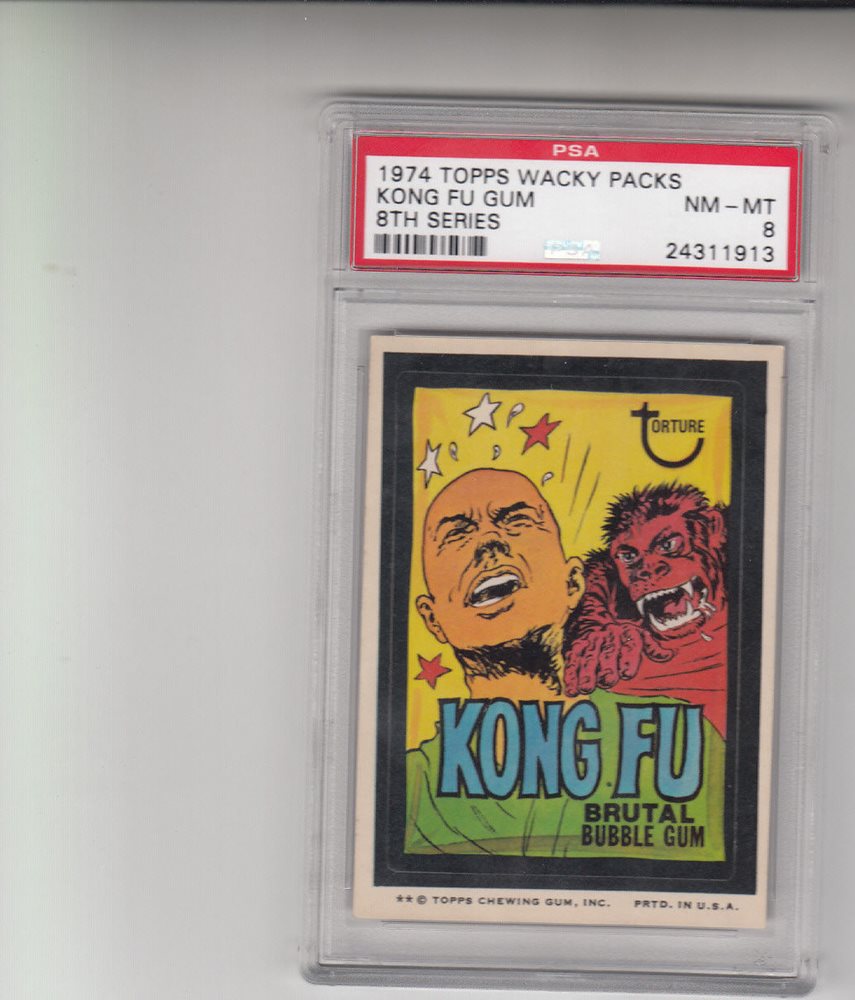 PSA
1974 TOPPS WACKY PACKS
KONG FU GUM NM – MT
8TH SERIES 8
PSA 24311913
TORTURE
KONG FU
BRUTAL
BUBBLE GUM
**© TOPPS CHEWING GUM, INC. PRTD. IN U.S.A.